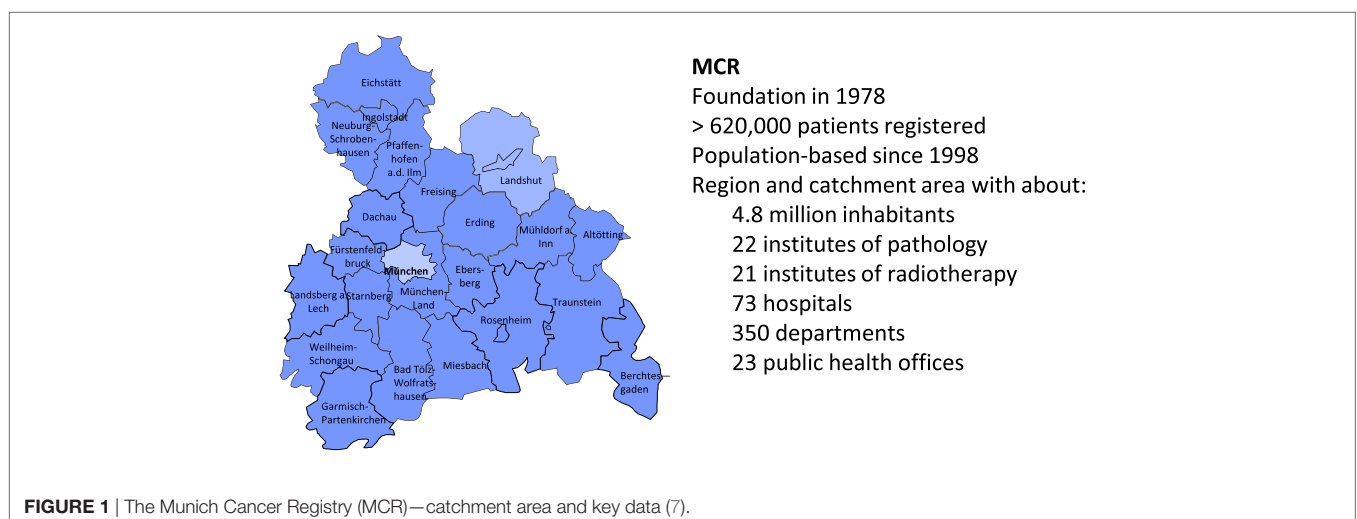 Eichstätt
Ingolstadt
Neuburg-
Schroben-
hausen
Pfaffen-
hofen
a.d. Ilm
Landshut
Freising
Dachau
Erding
Mühldorf a.
Inn
Altötting
Fürstenfeld-
bruck
München
Ebers-
berg
München-
Land
Landsberg a.
Lech
Starnberg
Traunstein
Rosenheim
Weilheim-
Schongau
Bad Tölz-
Wolfrats-
hausen
Miesbach
Berchtes-
gaden
Garmisch-
Partenkirchen
MCR
Foundation in 1978
> 620,000 patients registered
Population-based since 1998
Region and catchment area with about:
4.8 million inhabitants
22 institutes of pathology
21 institutes of radiotherapy
73 hospitals
350 departments
23 public health offices
FIGURE 1 | The Munich Cancer Registry (MCR)—catchment area and key data (7).